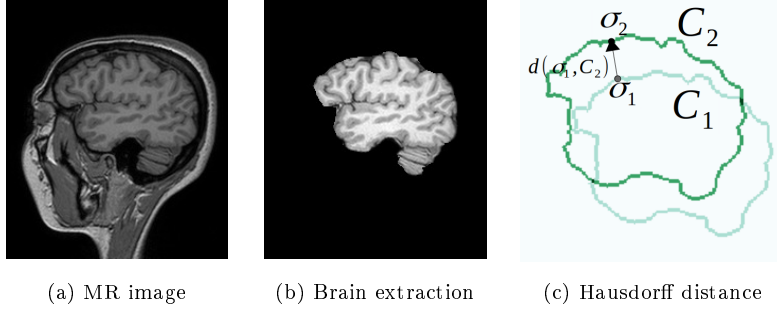 σ₂
C₂
d(σ₁,C₂)
σ₁
C₁
(a) MR image
(b) Brain extraction
(c) Hausdorff distance